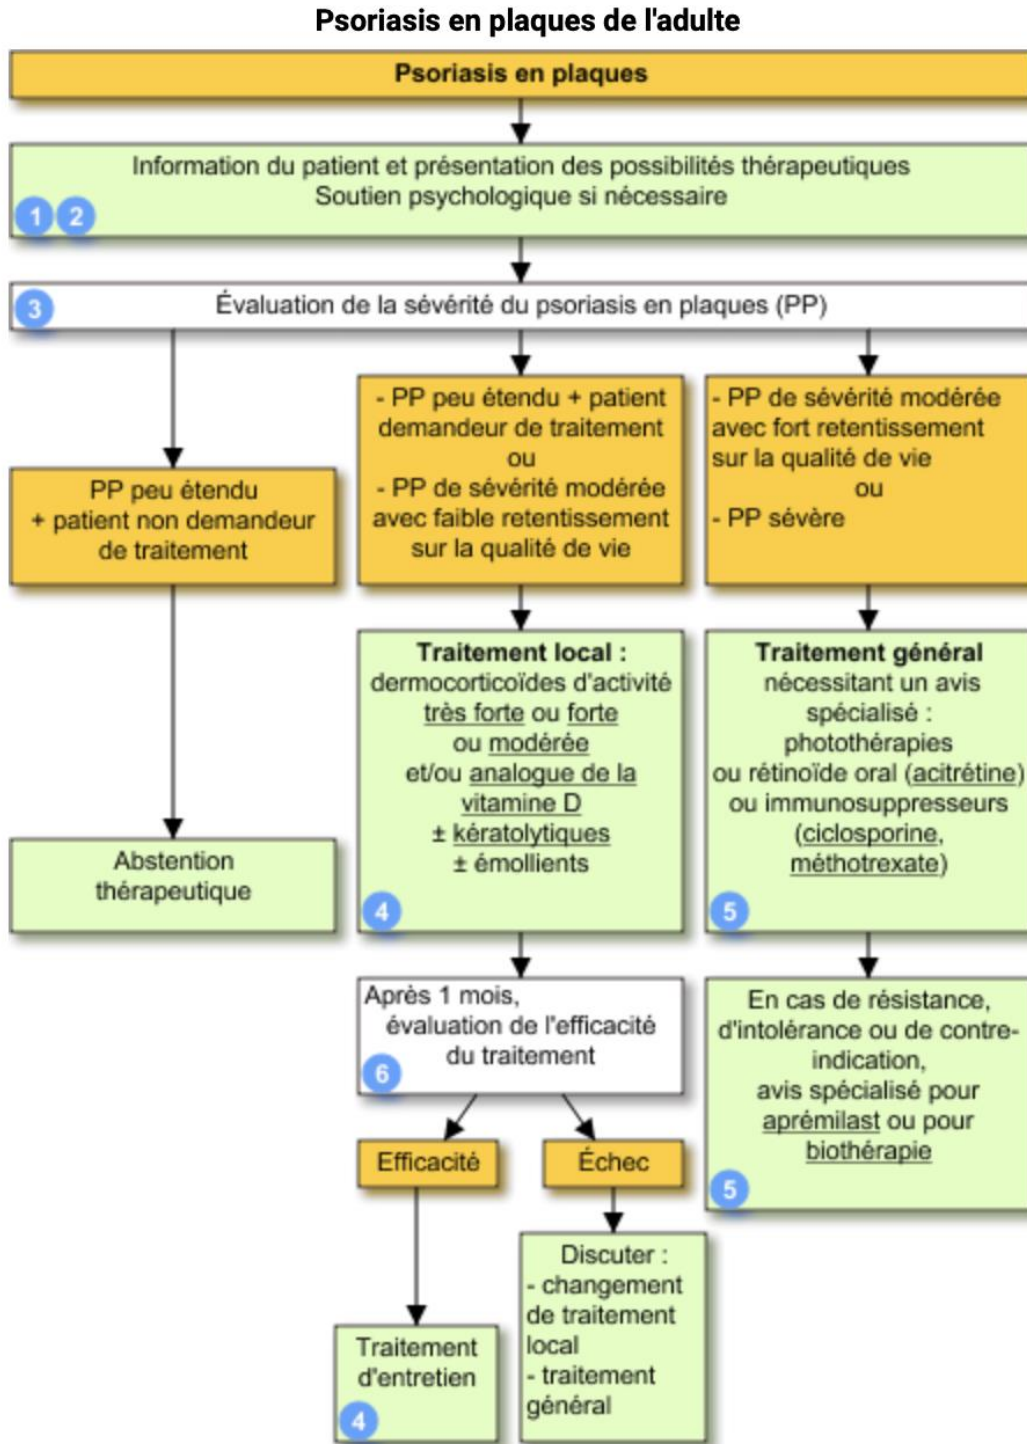 Psoriasis en plaques de l'adulte
Psoriasis en plaques
Information du patient et présentation des possibilités thérapeutiques
Soutien psychologique si nécessaire
1 2
3
Évaluation de la sévérité du psoriasis en plaques (PP)
PP peu étendu
+ patient non demandeur
de traitement
Abstention
thérapeutique
- PP peu étendu + patient
demandeur de traitement
ou
- PP de sévérité modérée
avec faible retentissement
sur la qualité de vie
Traitement local :
dermocorticoïdes d'activité
très forte ou forte
ou modérée
et/ou analogue de la
vitamine D
± kératolytiques
± émollients
4
Après 1 mois,
évaluation de l'efficacité
du traitement
6
Efficacité
Traitement
d'entretien
4
Échec
Discuter :
- changement
de traitement
local
- traitement
général
- PP de sévérité modérée
avec fort retentissement
sur la qualité de vie
ou
- PP sévère
Traitement général
nécessitant un avis
spécialisé :
photothérapies
ou rétinoïde oral (acitrétine)
ou immunosuppresseurs
(ciclosporine,
méthotrexate)
5
En cas de résistance,
d'intolérance ou de contre-
indication,
avis spécialisé pour
aprémilast ou pour
biothérapie
5